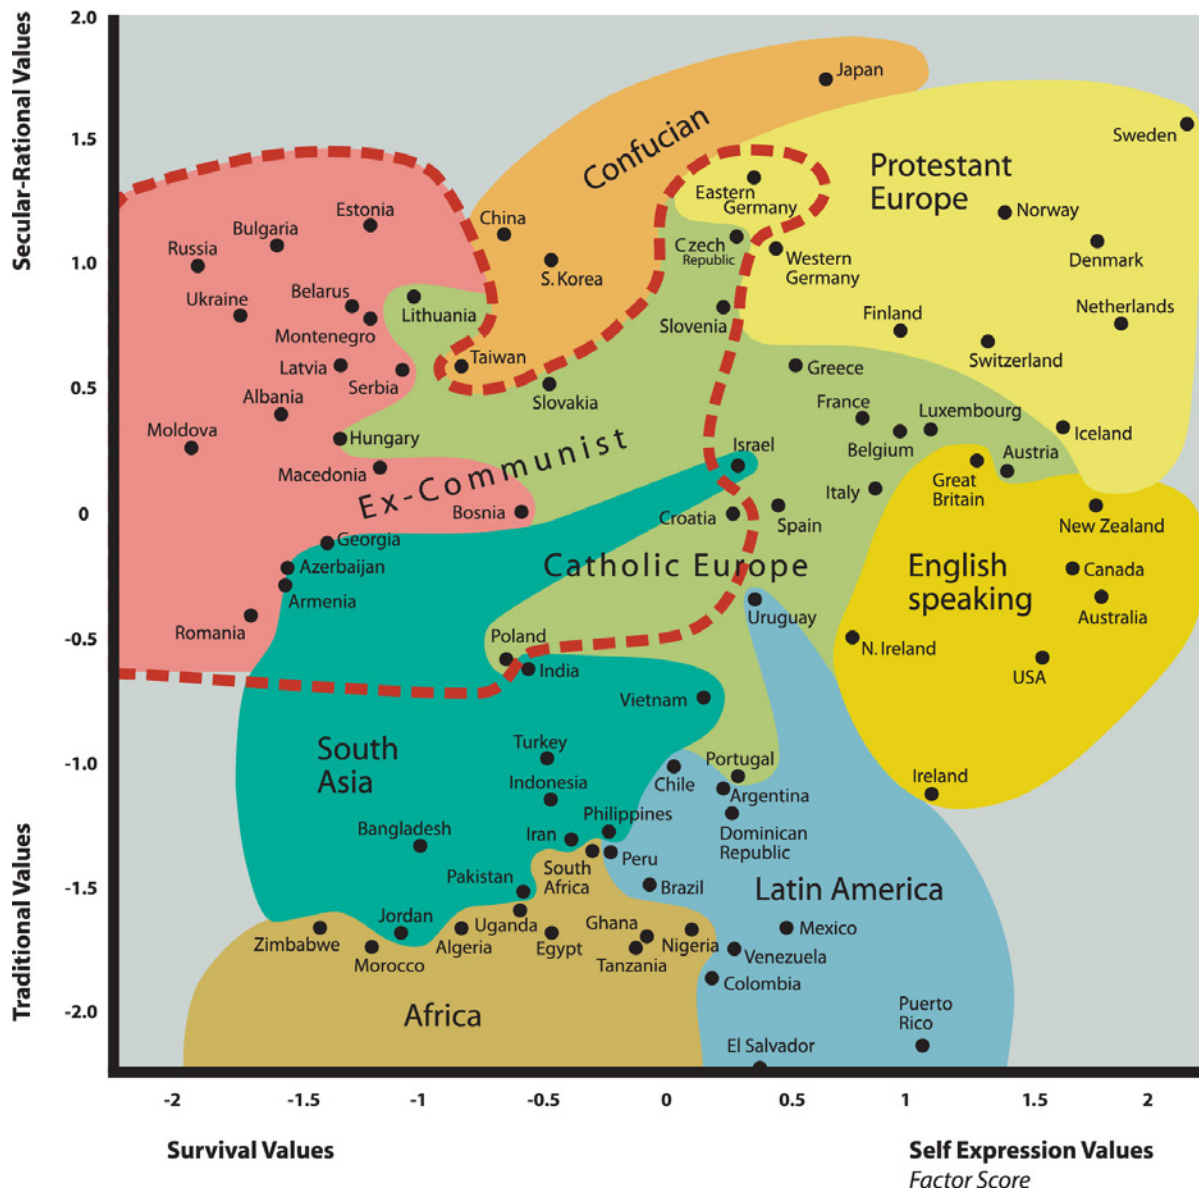 2.0
Secular-Rational Values
Japan
Confucian
1.5
Sweden
Protestant
Europe
Eastern
Germany
Estonia
China
Norway
Bulgaria
Russia
Czech
Republic
Western
Germany
Denmark
1.0
S. Korea
Ukraine
Belarus
Lithuania
Montenegro
Slovenia
Finland
Netherlands
Switzerland
Latvia
Serbia
Taiwan
Greece
0.5
Albania
Slovakia
France
Luxembourg
Moldova
Hungary
Belgium
Iceland
Macedonia
Ex-Communist
Israel
Austria
Great
Britain
Italy
0
Bosnia
Croatia
Spain
New Zealand
Georgia
Azerbaijan
Armenia
Catholic Europe
English
speaking
Canada
Australia
Romania
Uruguay
-0.5
Poland
India
N. Ireland
USA
Vietnam
South
Asia
Turkey
-1.0
Indonesia
Chile
Portugal
Argentina
Ireland
Philippines
Dominican
Republic
Bangladesh
Iran
Peru
South
Africa
Traditional Values
-1.5
Pakistan
Brazil
Latin America
Jordan
Uganda
Ghana
Mexico
Zimbabwe
Morocco
Algeria
Egypt
Tanzania
Nigeria
Venezuela
Colombia
-2.0
Africa
Puerto
Rico
El Salvador
-2 -1.5 -1 -0.5 0 0.5 1 1.5 2
Survival Values
Self Expression Values
Factor Score